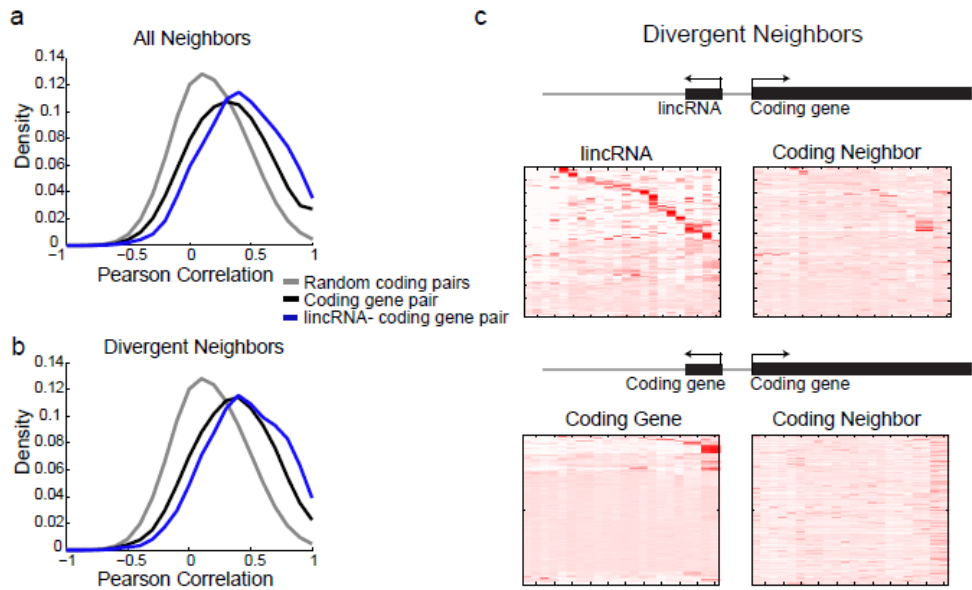 a
All Neighbors
0.14
0.12
0.10
0.08
0.06
0.04
0.02
0
Density
−1
−0.5
0
0.5
1
Pearson Correlation
Random coding pairs
Coding gene pair
lincRNA- coding gene pair
b
Divergent Neighbors
0.14
0.12
0.10
0.08
0.06
0.04
0.02
0
Density
−1
−0.5
0
0.5
1
Pearson Correlation
c
Divergent Neighbors
lincRNA
Coding gene
lincRNA
Coding Neighbor
Coding gene
Coding gene
Coding Gene
Coding Neighbor